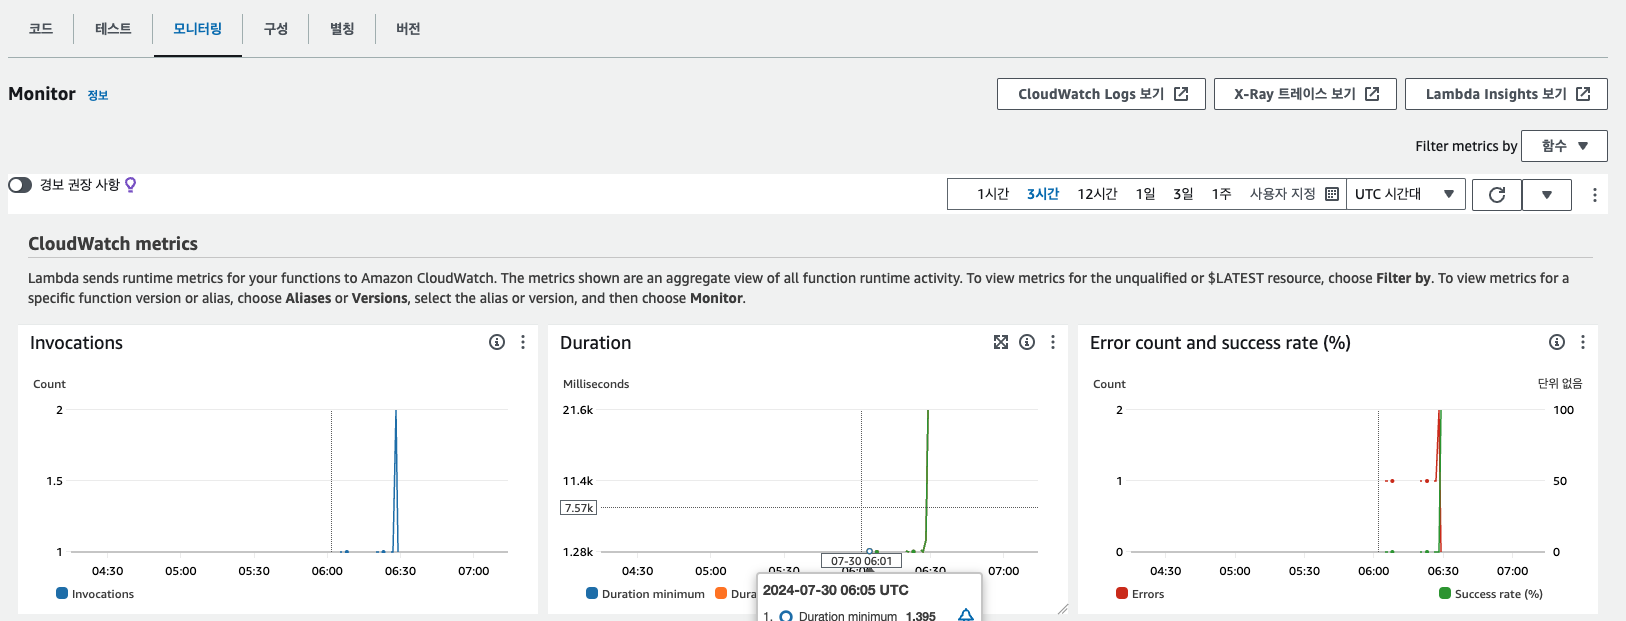 코드 테스트 모니터링 구성 별칭 버전
Monitor 정보
CloudWatch Logs 보기 X-Ray 트레이스 보기 Lambda Insights 보기
Filter metrics by 함수
경보 권장 사항
1시간 3시간 12시간 1일 3일 1주 사용자 지정 UTC 시간대
CloudWatch metrics
Lambda sends runtime metrics for your functions to Amazon CloudWatch. The metrics shown are an aggregate view of all function runtime activity. To view metrics for the unqualified or $LATEST resource, choose Filter by. To view metrics for a
specific function version or alias, choose Aliases or Versions, select the alias or version, and then choose Monitor.
Invocations
Count
2
1.5
1
04:30 05:00 05:30 06:00 06:30 07:00
Invocations
Duration
Milliseconds
21.6k
11.4k
7.57k
1.28k
07-30 06:01
04:30 05:00 05:30 06:30 07:00
Duration minimum Dura
2024-07-30 06:05 UTC
1. Duration minimum 1,395
Error count and success rate (%)
Count 단위 없음
2 100
1 50
0 0
04:30 05:00 05:30 06:00 06:30 07:00
Errors Success rate (%)